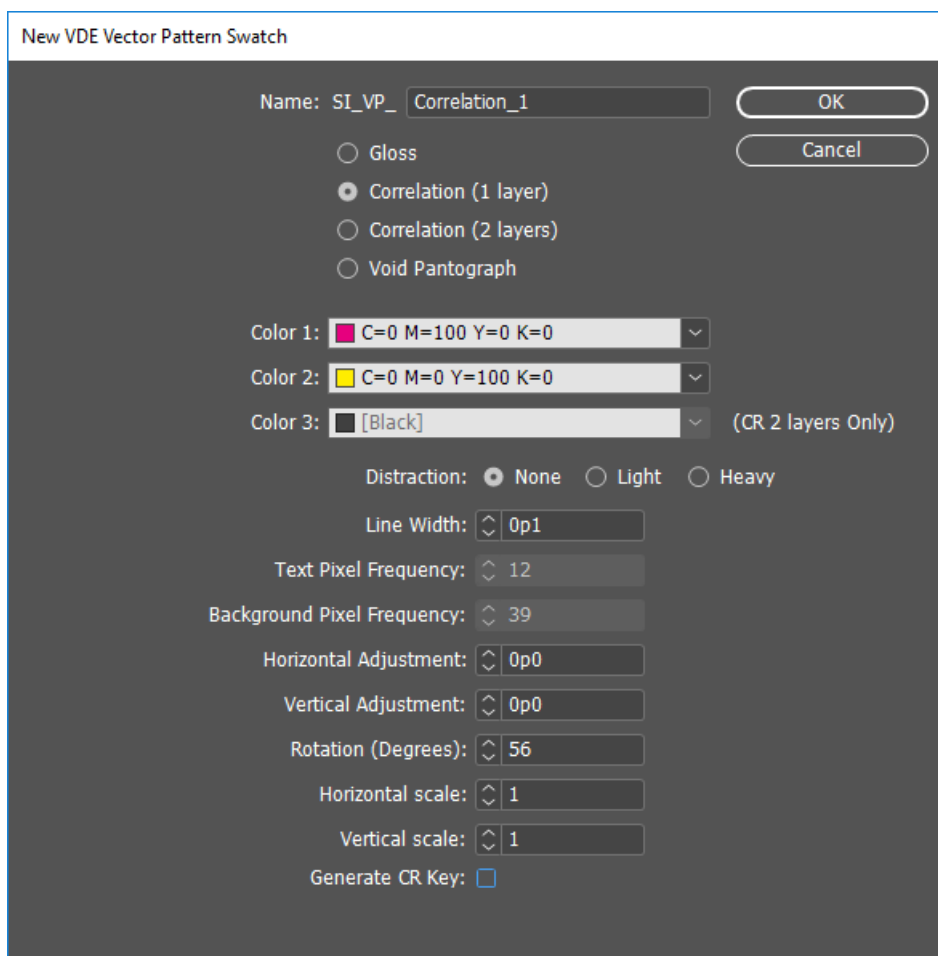 New VDE Vector Pattern Swatch
Name: SI_VP_ Correlation_1 OK
Gloss Cancel
Correlation (1 layer)
Correlation (2 layers)
Void Pantograph
Color 1: C=0 M=100 Y=0 K=0
Color 2: C=0 M=0 Y=100 K=0
Color 3: [Black] (CR 2 layers Only)
Distraction: None Light Heavy
Line Width: 0p1
Text Pixel Frequency: 12
Background Pixel Frequency: 39
Horizontal Adjustment: 0p0
Vertical Adjustment: 0p0
Rotation (Degrees): 56
Horizontal scale: 1
Vertical scale: 1
Generate CR Key: